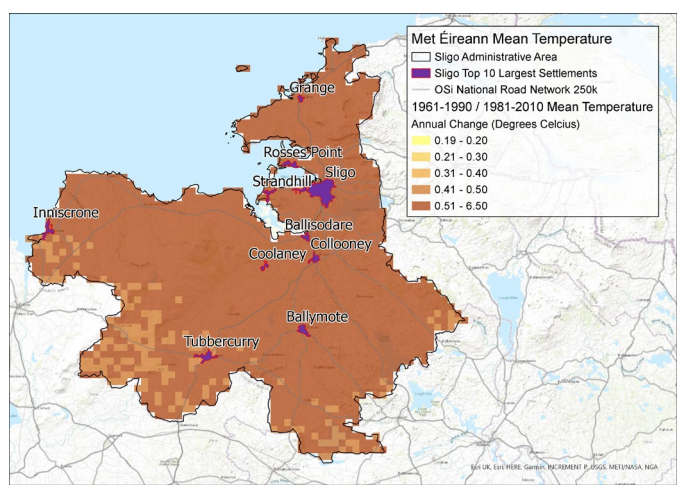 Met Éireann Mean Temperature
Sligo Administrative Area
Sligo Top 10 Largest Settlements
OSi National Road Network 250k
1961-1990 / 1981-2010 Mean Temperature
Annual Change (Degrees Celcius)
0.19 - 0.20
0.21 - 0.30
0.31 - 0.40
0.41 - 0.50
0.51 - 6.50
Grange
Rosses Point
Sligo
Strandhill
Inniscrone
Ballisodare
Collooney
Coolaney
Ballymote
Tubbercurry
Esri UK, Esri, HERE, Garmin, INCREMENT P, USGS, METI/NASA, NGA